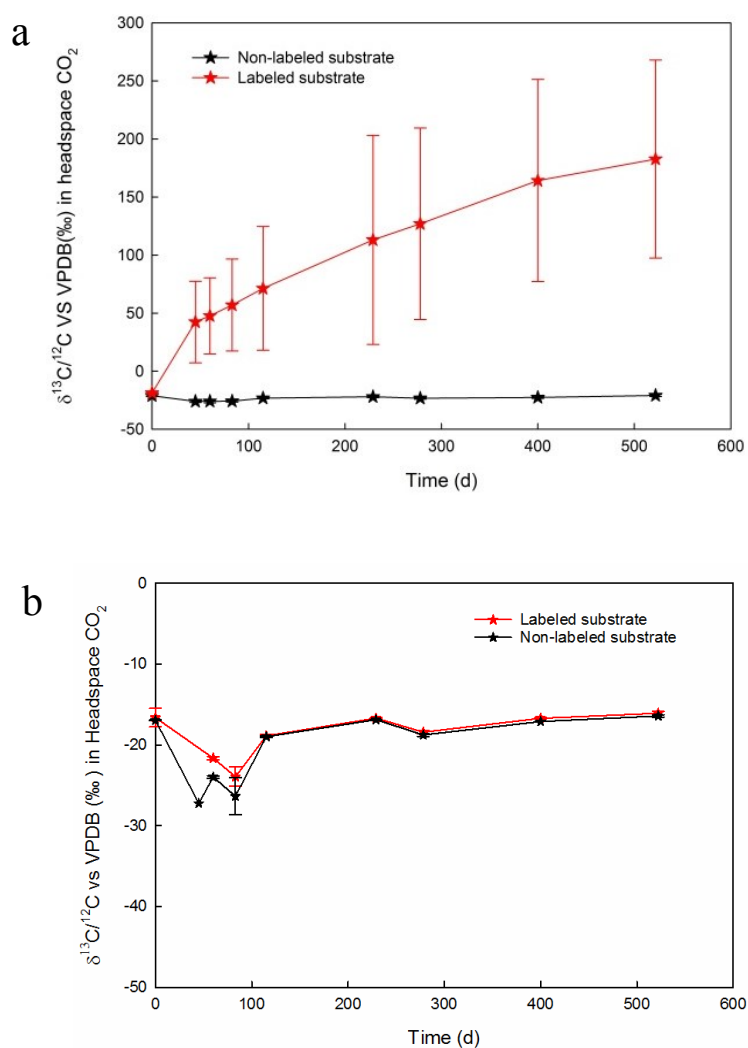 a
300
250
200
150
100
50
0
-50
δ¹³C/¹²C VS VPDB(‰) in headspace CO₂
Non-labeled substrate
Labeled substrate
0 100 200 300 400 500 600
Time (d)
b
0
-10
-20
-30
-40
-50
δ¹³C/¹²C vs VPDB (‰) in Headspace CO₂
Labeled substrate
Non-labeled substrate
0 100 200 300 400 500 600
Time (d)